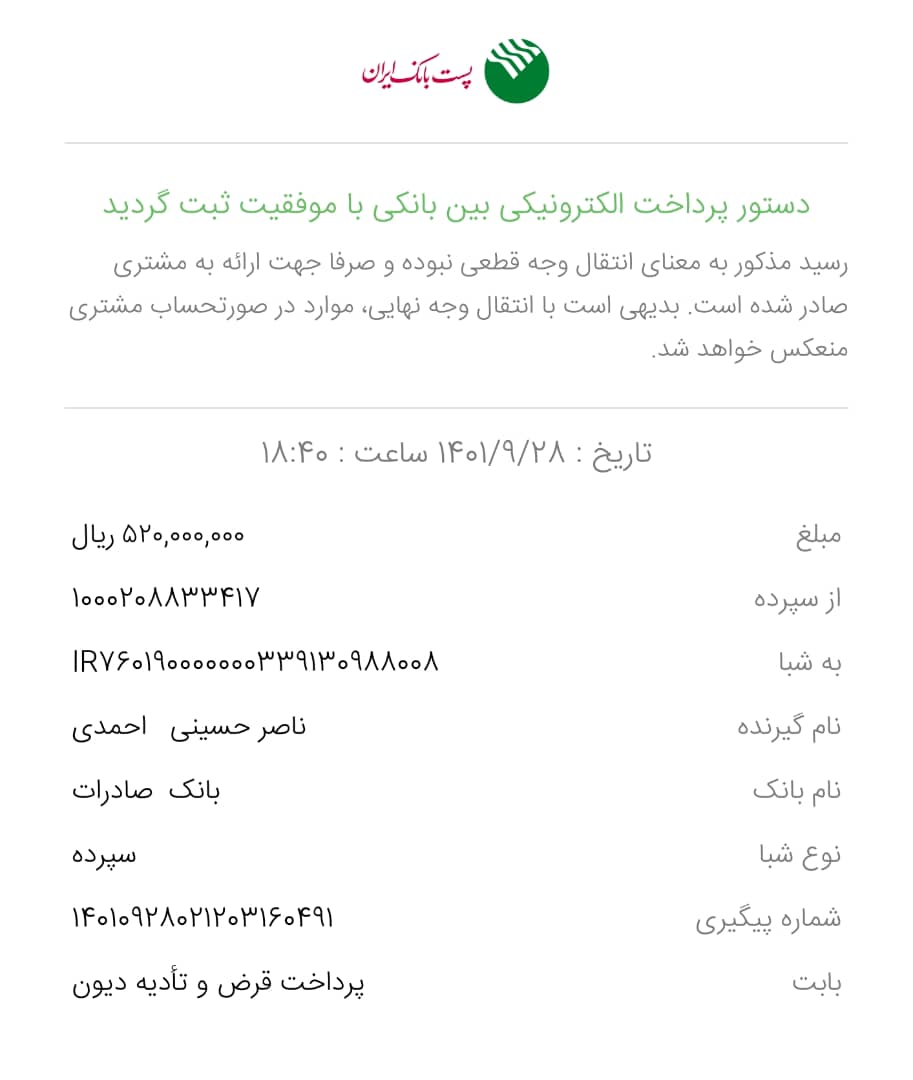 پست بانک ایران
دستور پرداخت الکترونیکی بین بانکی با موفقیت ثبت گردید
رسید مذکور به معنای انتقال وجه قطعی نبوده و صرفا جهت ارائه به مشتری
صادر شده است. بدیهی است با انتقال وجه نهایی، موارد در صورتحساب مشتری
منعکس خواهد شد.
تاریخ : ۱۴۰۱/۹/۲۸ ساعت : ۱۸:۴۰
مبلغ ۵۲۰,۰۰۰,۰۰۰ ریال
از سپرده ۱۰۰۰۲۰۸۸۳۳۴۱۷
به شبا IR۷۶۰۱۹۰۰۰۰۰۰۰۳۳۹۱۳۰۹۸۸۰۰۸
نام گیرنده ناصر حسینی احمدی
نام بانک بانک صادرات
نوع شبا سپرده
شماره پیگیری ۱۴۰۱۰۹۲۸۰۲۱۲۰۳۱۶۰۴۹۱
بابت پرداخت قرض و تأدیه دیون